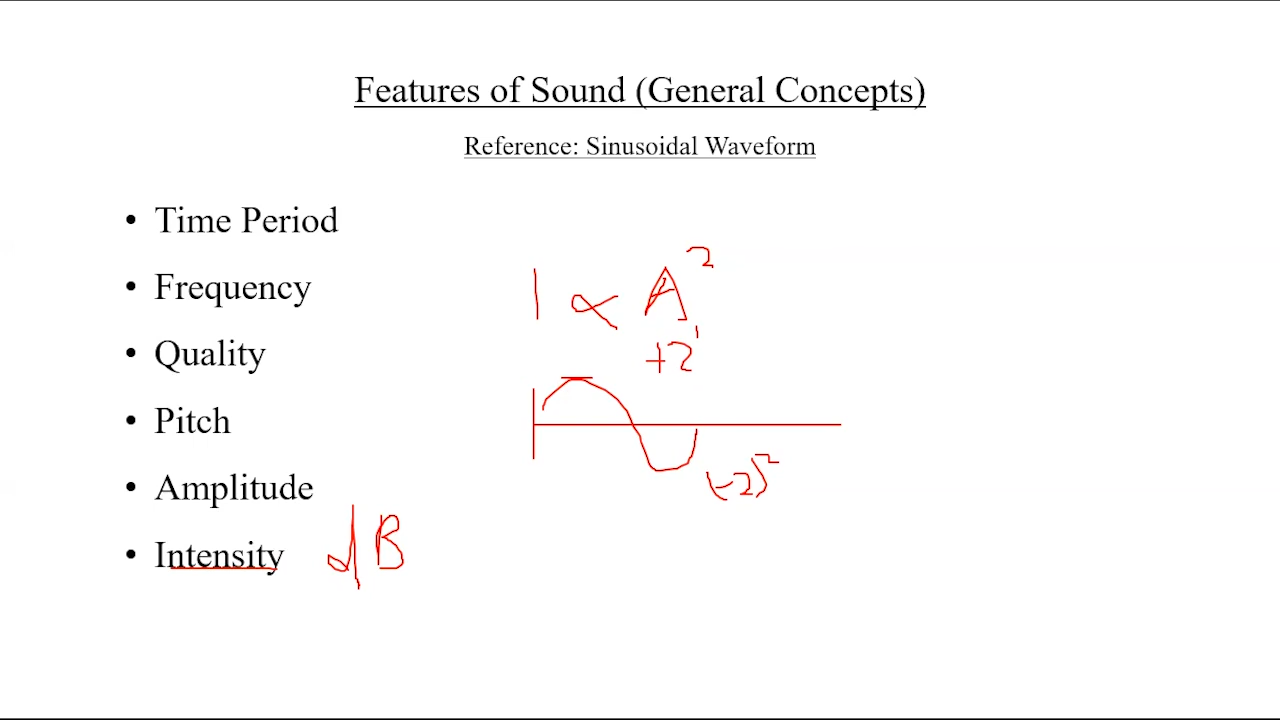 Features of Sound (General Concepts)
Reference: Sinusoidal Waveform
• Time Period
• Frequency
• Quality
• Pitch
• Amplitude
• Intensity dB
I ∝ A²
+2
(-2)²